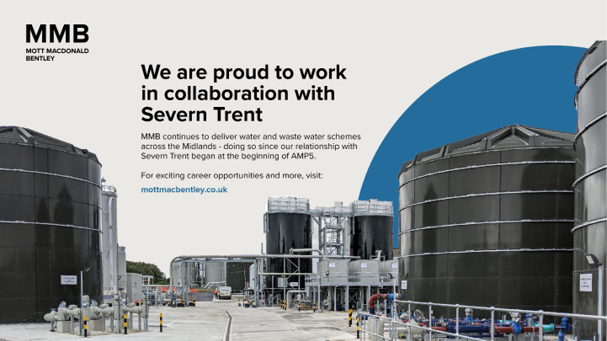 MMB
MOTT MACDONALD
BENTLEY
We are proud to work
in collaboration with
Severn Trent
MMB continues to deliver water and waste water schemes
across the Midlands - doing so since our relationship with
Severn Trent began at the beginning of AMP5.
For exciting career opportunities and more, visit:
mottmacbentley.co.uk